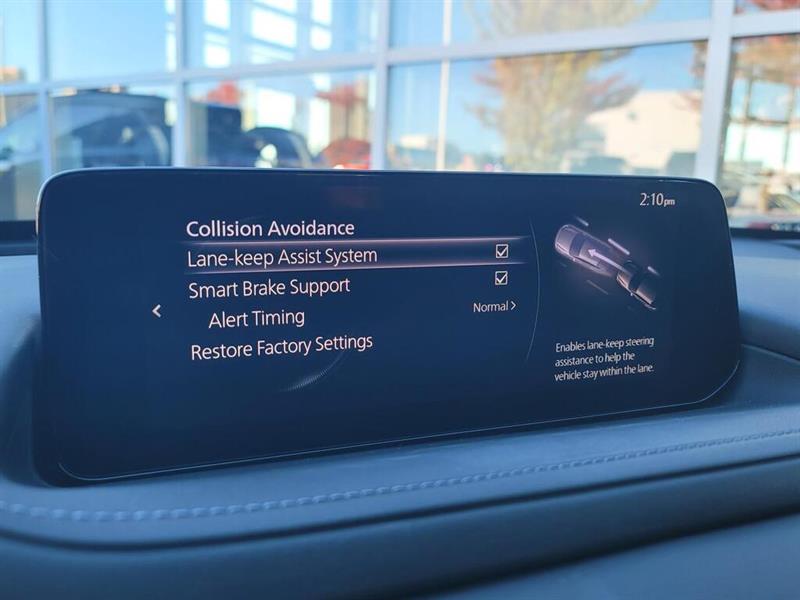 2:10pm
Collision Avoidance
Lane-keep Assist System
Smart Brake Support
Alert Timing
Normal
Restore Factory Settings
Enables lane-keep steering
assistance to help the
vehicle stay within the lane.